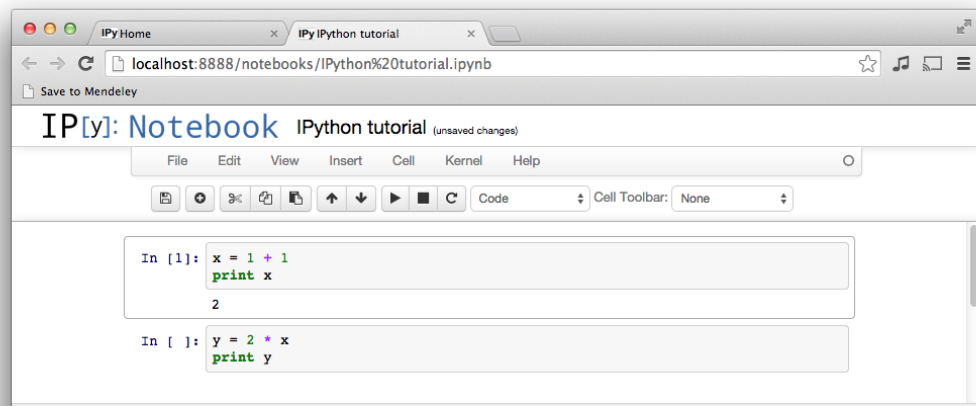 IPy Home × IPy IPython tutorial ×
localhost:8888/notebooks/IPython%20tutorial.ipynb
Save to Mendeley
IP[y]: Notebook IPython tutorial (unsaved changes)
File Edit View Insert Cell Kernel Help
Code Cell Toolbar: None
In [1]: x = 1 + 1
print x
2
In [ ]: y = 2 * x
print y